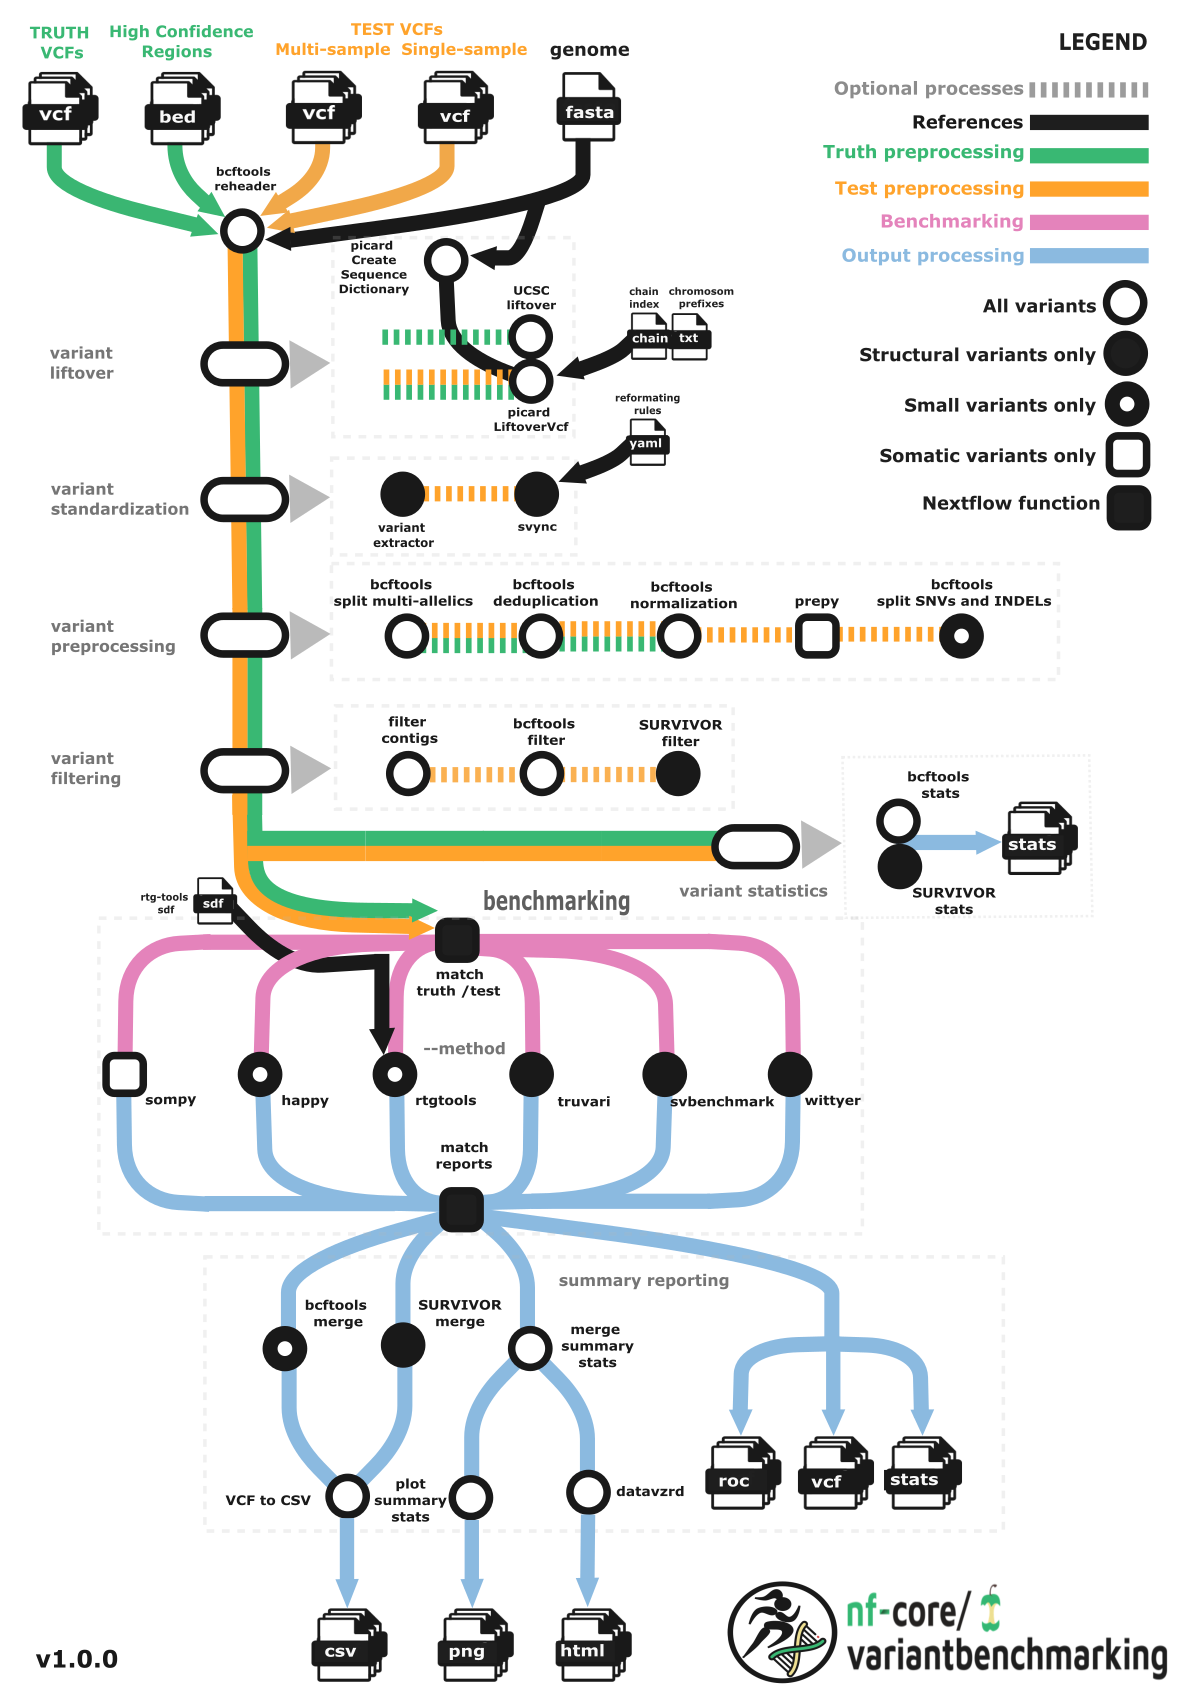 TRUTH
VCFs
High Confidence
Regions
TEST VCFs
Multi-sample Single-sample
genome
vcf
bed
vcf
vcf
fasta
LEGEND
Optional processes
References
Truth preprocessing
Test preprocessing
Benchmarking
Output processing
All variants
Structural variants only
Small variants only
Somatic variants only
Nextflow function
bcftools
reheader
picard
Create
Sequence
Dictionary
UCSC
liftover
chain
index
chromosom
prefixes
chain
txt
picard
LiftoverVcf
variant
liftover
reformating
rules
yaml
variant
standardization
variant
extractor
svync
variant
preprocessing
bcftools
split multi-allelics
bcftools
deduplication
bcftools
normalization
prepy
bcftools
split SNVs and INDELs
variant
filtering
filter
contigs
bcftools
filter
SURVIVOR
filter
variant statistics
bcftools
stats
stats
SURVIVOR
stats
rtg-tools
sdf
sdf
benchmarking
match
truth /test
--method
sompy
happy
rtgtools
truvari
svbenchmark
wittyer
match
reports
summary reporting
bcftools
merge
SURVIVOR
merge
merge
summary
stats
roc
vcf
stats
VCF to CSV
plot
summary
stats
datavzrd
csv
png
html
v1.0.0
nf-core/
variantbenchmarking